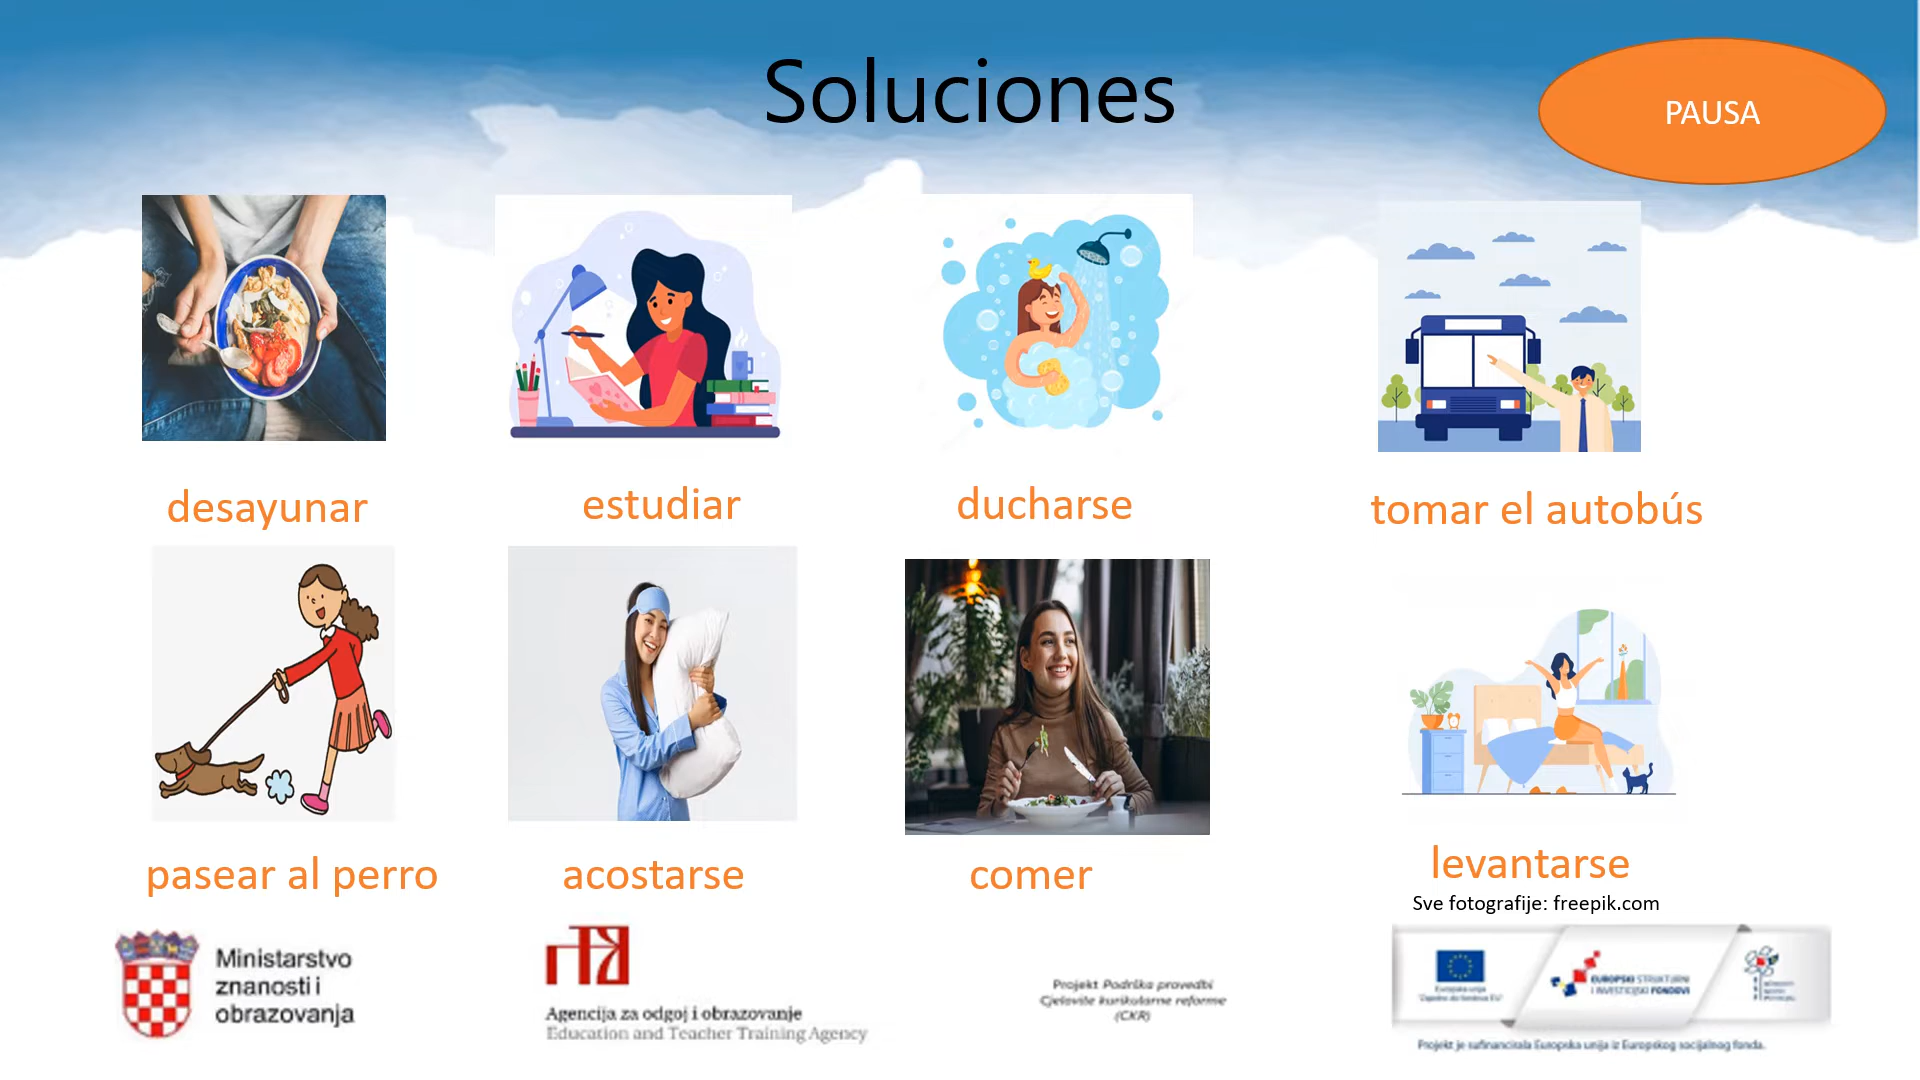 Soluciones
PAUSA
desayunar
estudiar
ducharse
tomar el autobús
pasear al perro
acostarse
comer
levantarse
Sve fotografije: freepik.com
Ministarstvo
znanosti i
obrazovanja
Agencija za odgoj i obrazovanje
Education and Teacher Training Agency
Projekt Podrška provedbi
Cjelovite kurikularne reforme
(CKR)
Europska unija
"Zajedno do fondova EU"
EUROPSKI STRUKTURNI
I INVESTICIJSKI FONDOVI
Projekt je sufinancirala Europska unija iz Europskog socijalnog fonda.